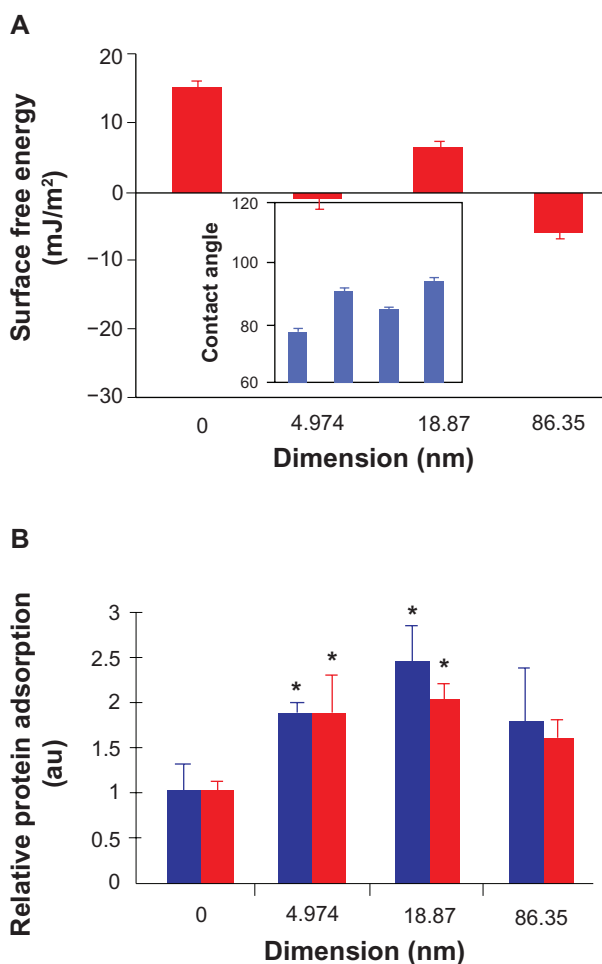 A
Surface free energy
(mJ/m²)
20
10
0
−10
−20
−30
Contact angle
120
100
80
60
0 4.974 18.87 86.35
Dimension (nm)
B
Relative protein adsorption
(au)
3
2.5
2
1.5
1
0.5
0
* * * *
0 4.974 18.87 86.35
Dimension (nm)